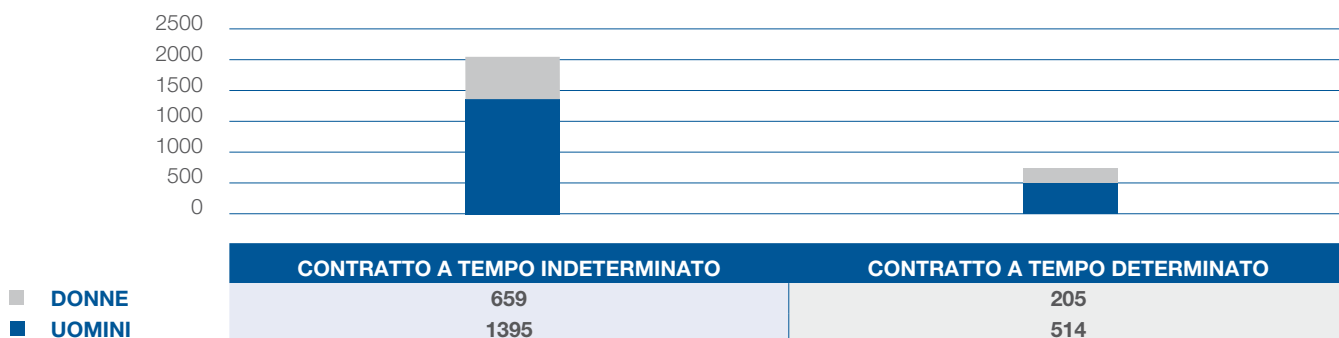 2500
2000
1500
1000
1000
500
0
CONTRATTO A TEMPO INDETERMINATO CONTRATTO A TEMPO DETERMINATO
DONNE 659 205
UOMINI 1395 514